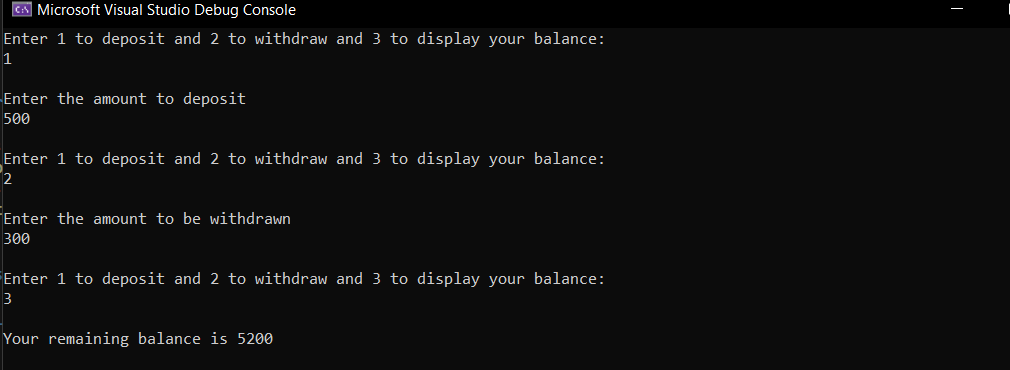 Microsoft Visual Studio Debug Console
Enter 1 to deposit and 2 to withdraw and 3 to display your balance:
1
Enter the amount to deposit
500
Enter 1 to deposit and 2 to withdraw and 3 to display your balance:
2
Enter the amount to be withdrawn
300
Enter 1 to deposit and 2 to withdraw and 3 to display your balance:
3
Your remaining balance is 5200